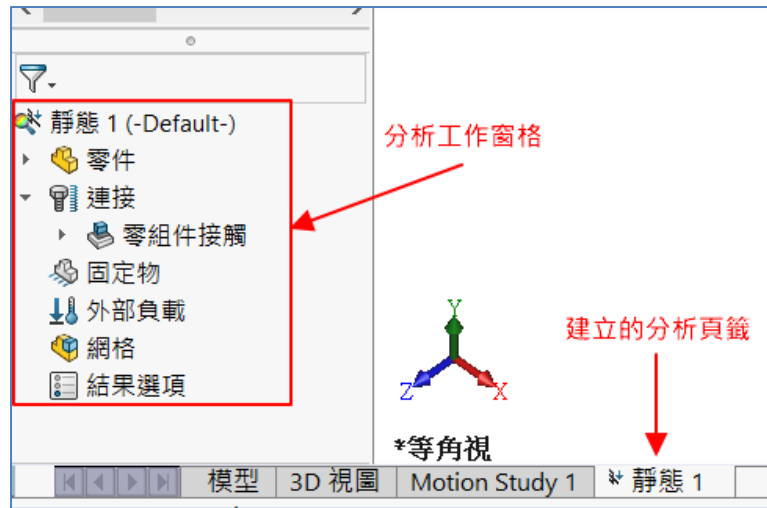 靜態 1 (-Default-)
零件
連接
零組件接觸
固定物
外部負載
網格
結果選項
分析工作窗格
建立的分析頁籤
Y
Z
X
*等角視
模型
3D 視圖
Motion Study 1
靜態 1